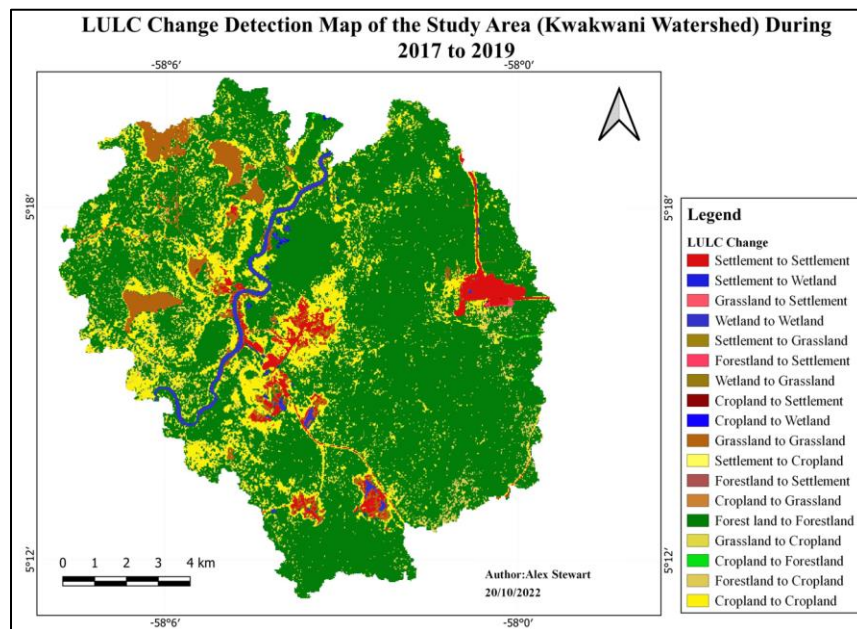 LULC Change Detection Map of the Study Area (Kwakwani Watershed) During
2017 to 2019
-58°6′ -58°0′
5°18′ 5°18′
Legend
LULC Change
Settlement to Settlement
Settlement to Wetland
Grassland to Settlement
Wetland to Wetland
Settlement to Grassland
Forestland to Settlement
Wetland to Grassland
Cropland to Settlement
Cropland to Wetland
Grassland to Grassland
Settlement to Cropland
Forestland to Settlement
Cropland to Grassland
Forest land to Forestland
Grassland to Cropland
Cropland to Forestland
Forestland to Cropland
Cropland to Cropland
5°12′ 5°12′
0 1 2 3 4 km
Author:Alex Stewart
20/10/2022
-58°6′ -58°0′